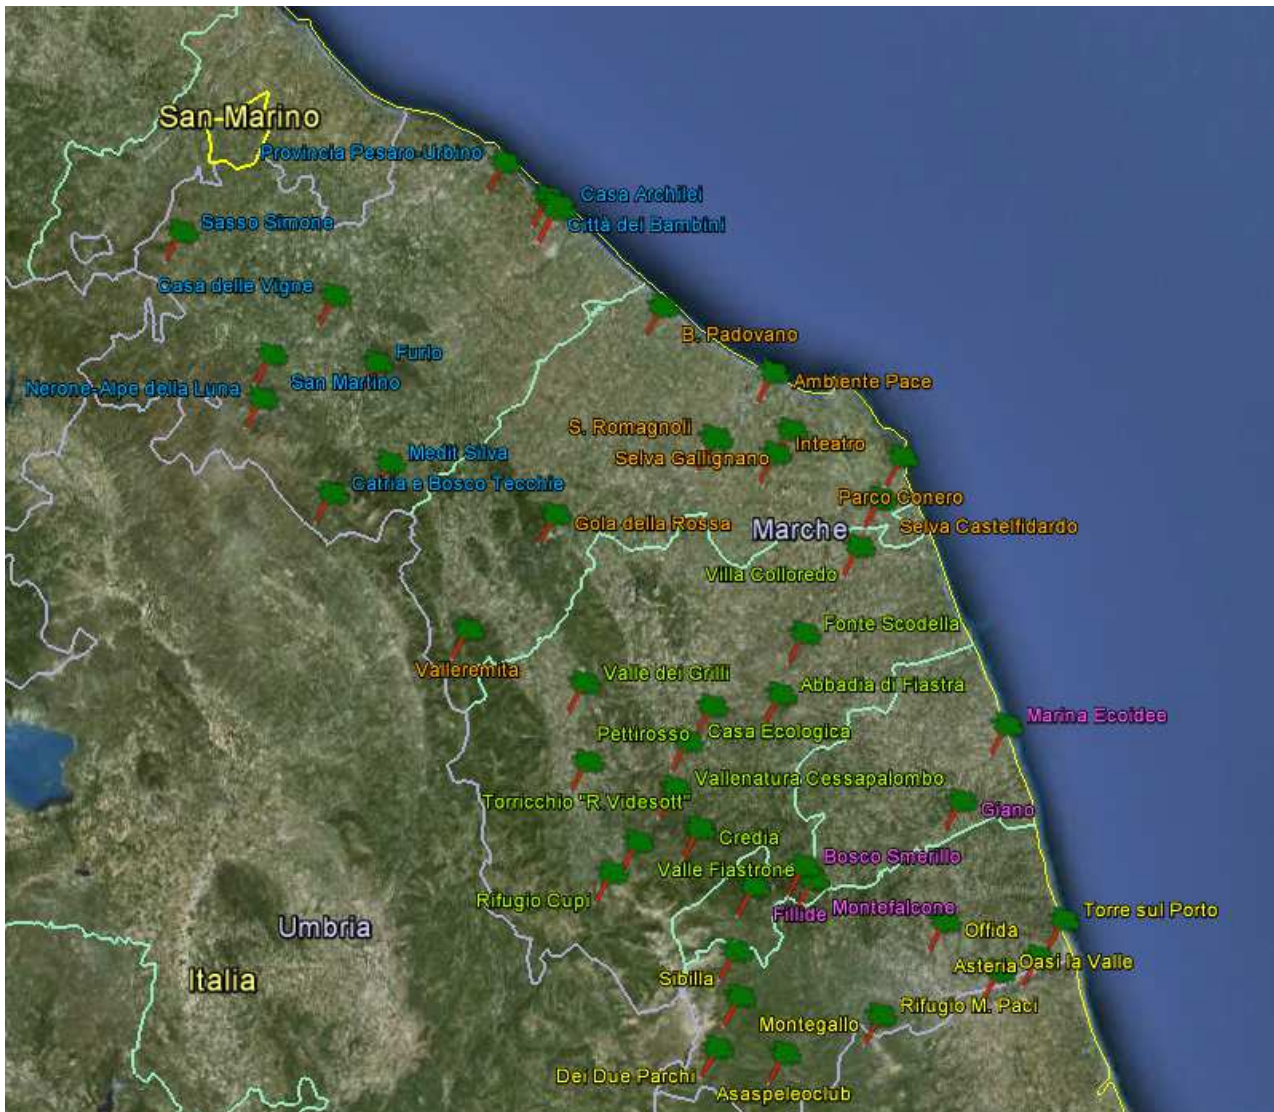 San Marino
Provincia Pesaro-Urbino
Casa Archilei
Città dei Bambini
Sasso Simone
Casa delle Vigne
B. Padovano
Furlo
San Martino
Nerone-Alpe della Luna
Ambiente Pace
S. Romagnoli
Inteatro
Selva Gallignano
Medit Silva
Catria e Bosco Tecchie
Parco Conero
Gola della Rossa
Marche
Selva Castelfidardo
Villa Colloredo
Fonte Scodella
Valleremita
Valle dei Grilli
Abbadia di Fiastra
Marina Ecoidee
Pettirosso
Casa Ecologica
Vallenatura Cessapalombo
Torricchio "R. Videsott"
Giano
Credia
Bosco Smerillo
Valle Fiastrone
Rifugio Cupi
Fillide
Montefalcone
Torre sul Porto
Umbria
Offida
Asteria
Oasi la Valle
Italia
Sibilla
Rifugio M. Paci
Montegallo
Dei Due Parchi
Asaspeleoclub